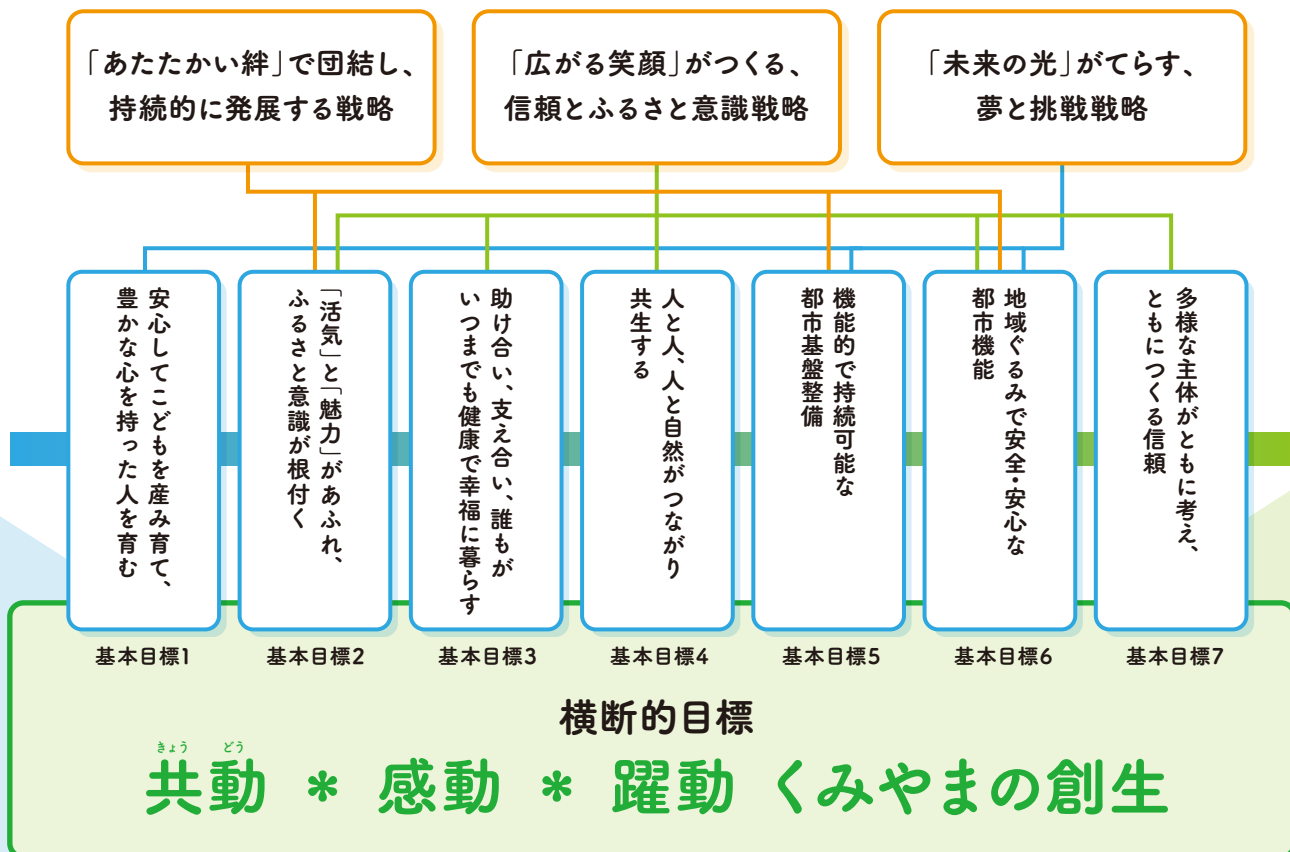 「あたたかい絆」で団結し、
持続的に発展する戦略
「広がる笑顔」がつくる、
信頼とふるさと意識戦略
「未来の光」がてらす、
夢と挑戦戦略
安心してこどもを産み育て、
豊かな心を持った人を育む
「活気」と「魅力」があふれ、
ふるさと意識が根付く
助け合い、支え合い、誰もが
いつまでも健康で幸福に暮らす
人と人、人と自然がつながり
共生する
機能的で持続可能な
都市基盤整備
地域ぐるみで安全・安心な
都市機能
多様な主体がともに考え、
ともにつくる信頼
基本目標1
基本目標2
基本目標3
基本目標4
基本目標5
基本目標6
基本目標7
横断的目標
きょう どう
共動 * 感動 * 躍動 くみやまの創生